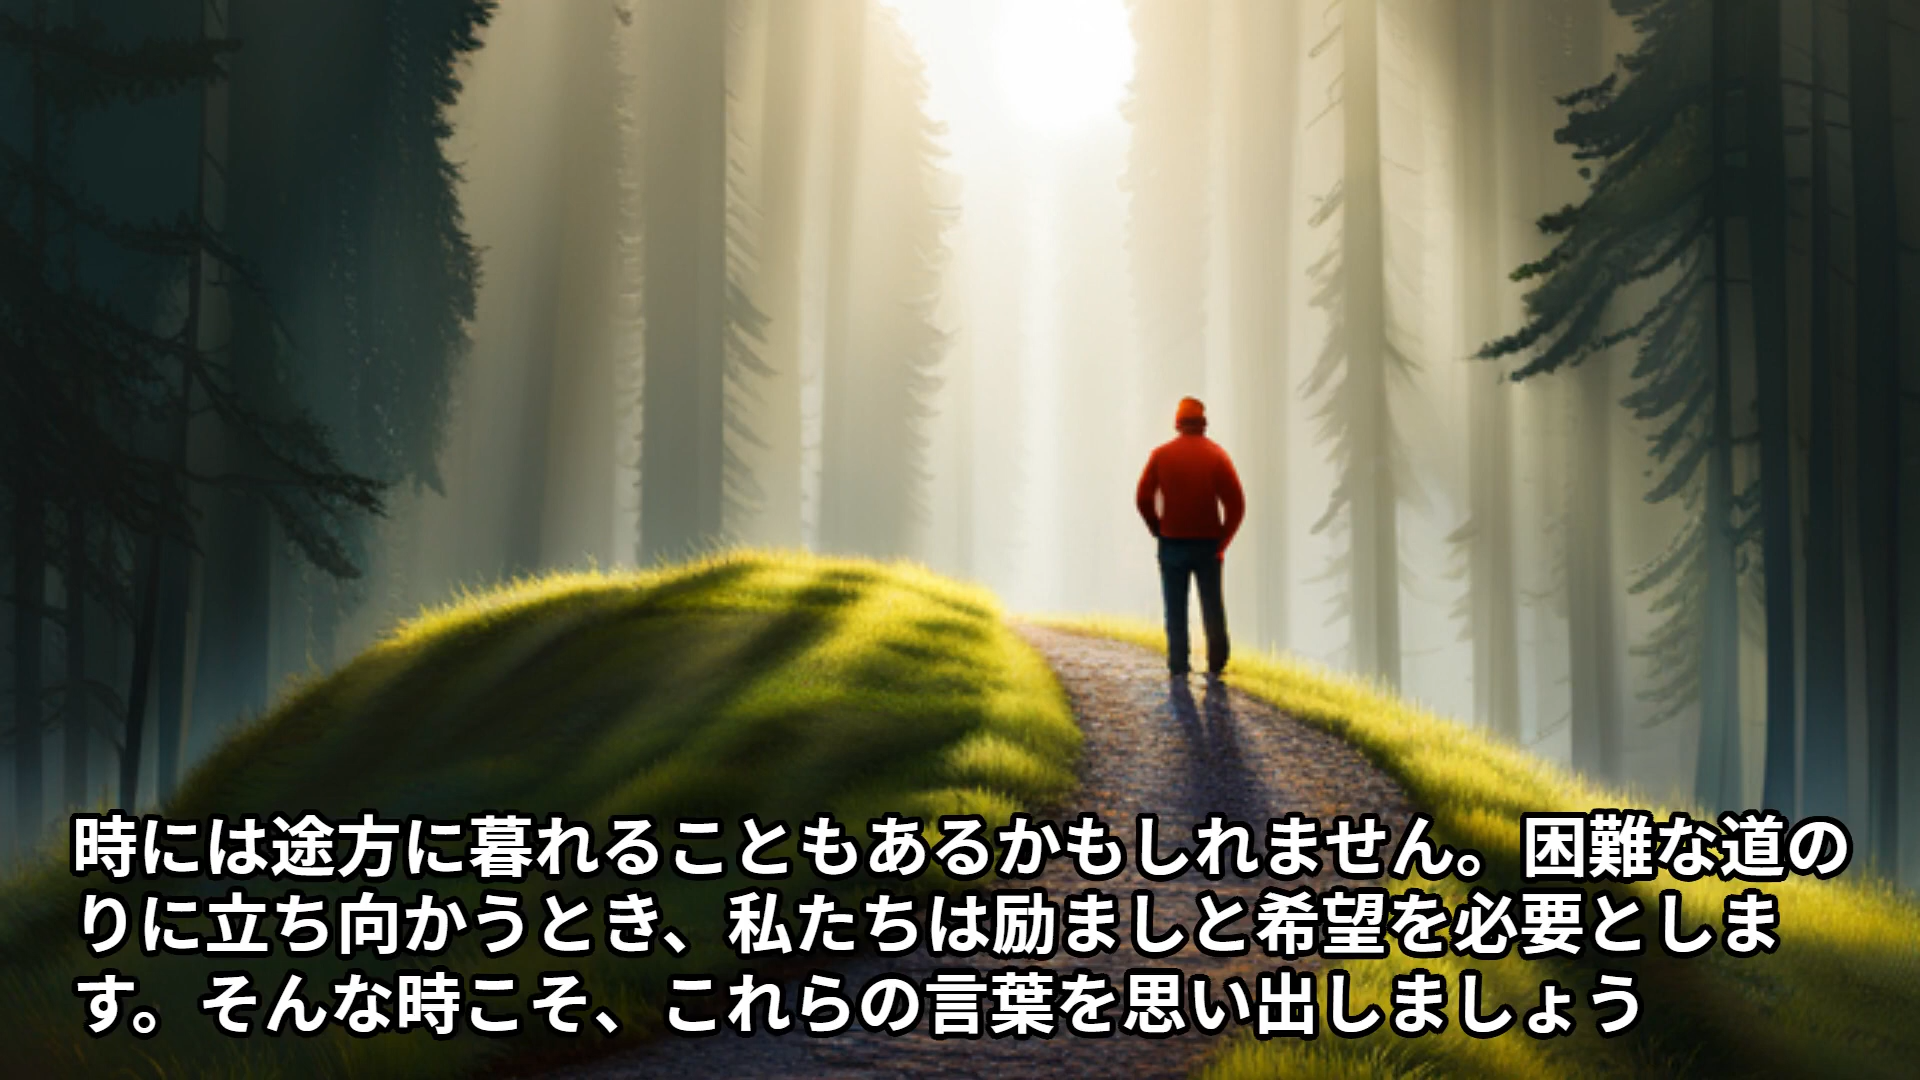 時には途方に暮れることもあるかもしれません。困難な道の
りに立ち向かうとき、私たちは励ましと希望を必要としま
す。そんな時こそ、これらの言葉を思い出しましょう